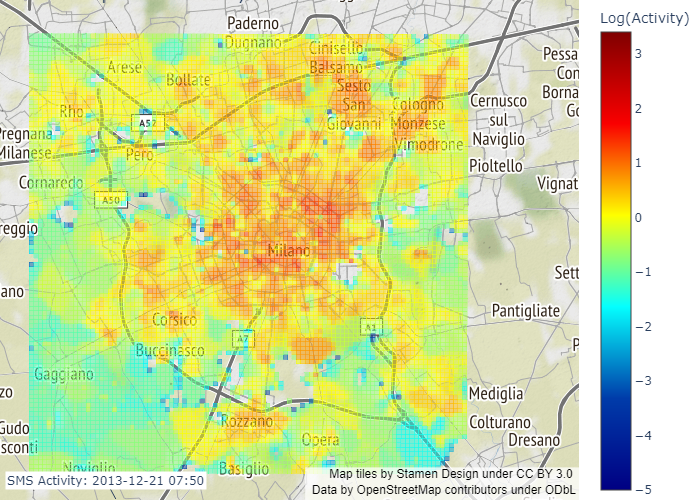 Log(Activity)
Paderno
Dugnano
Cinisello
Balsamo
Arese
Bollate
Sesto
San
Giovanni
Rho
Cologno
Monzese
Cernusco
sul
Naviglio
Pessa
Con
Borna
Go
A52
Pregnana
Milanese
Pero
Vimodrone
Pioltello
Cornaredo
Vignat
A50
reggio
Milano
Sett
ano
Pantigliate
Corsico
A7
A1
Buccinasco
P
Gaggiano
zo
Mediglia
Rozzano
Colturano
Gudo
Opera
Dresano
sconti
Noviglio
Basiglio
SMS Activity: 2013-12-21 07:50
Map tiles by Stamen Design under CC BY 3.0
Data by OpenStreetMap contributors under ODbL
3
2
1
0
−1
−2
−3
−4
−5